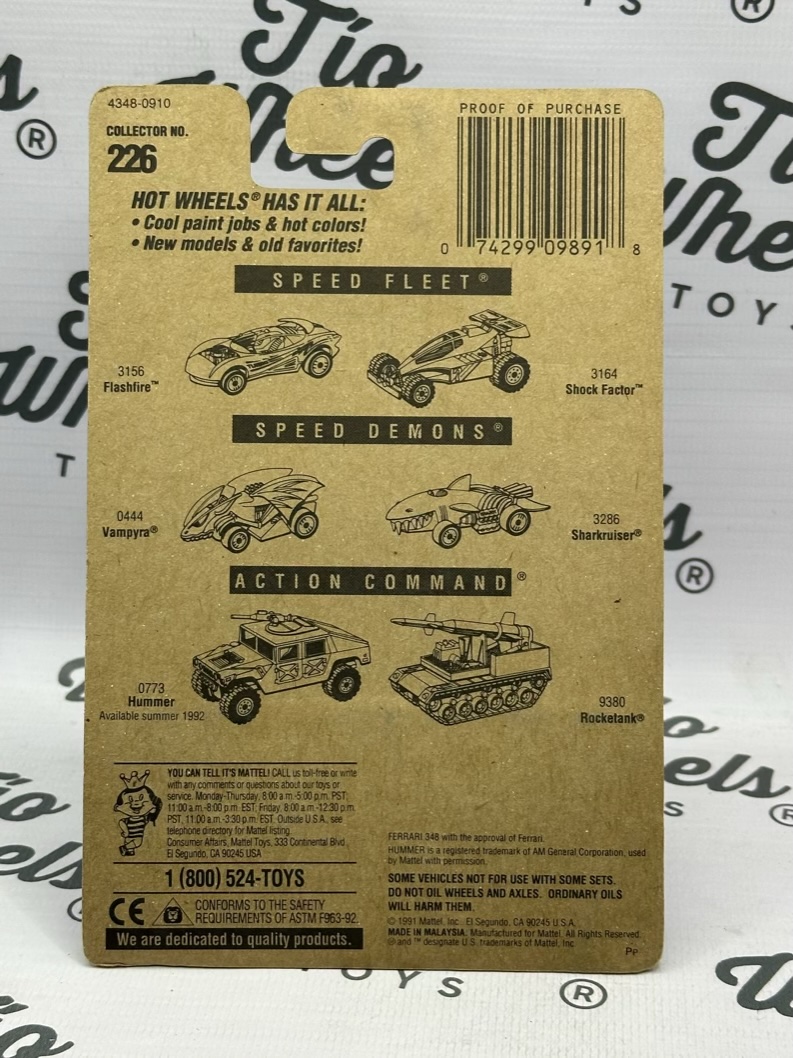 4348-0910
COLLECTOR NO.
226
PROOF OF PURCHASE
0 74299 09891 8
HOT WHEELS® HAS IT ALL:
• Cool paint jobs & hot colors!
• New models & old favorites!
SPEED FLEET®
3156
Flashfire™
3164
Shock Factor™
SPEED DEMONS®
0444
Vampyra®
3286
Sharkruiser®
ACTION COMMAND®
0773
Hummer
Available summer 1992
9380
Rocketank®
YOU CAN TELL IT'S MATTEL! CALL us toll-free or write
with any comments or questions about our toys or
service. Monday-Thursday, 8:00 a.m.-5:00 p.m. PST;
11:00 a.m.-8:00 p.m. EST; Friday, 8:00 a.m.-12:30 p.m.
PST, 11:00 a.m.-3:30 p.m. EST. Outside U.S.A., see
telephone directory for Mattel listing.
Consumer Affairs, Mattel Toys, 333 Continental Blvd.,
El Segundo, CA 90245 USA
1 (800) 524-TOYS
CE
CONFORMS TO THE SAFETY
REQUIREMENTS OF ASTM F963-92.
We are dedicated to quality products.
FERRARI 348 with the approval of Ferrari.
HUMMER is a registered trademark of AM General Corporation, used
by Mattel with permission.
SOME VEHICLES NOT FOR USE WITH SOME SETS.
DO NOT OIL WHEELS AND AXLES. ORDINARY OILS
WILL HARM THEM.
© 1991 Mattel, Inc., El Segundo, CA 90245 U.S.A.
MADE IN MALAYSIA. Manufactured for Mattel. All Rights Reserved.
® and ™ designate U.S. trademarks of Mattel, Inc.
PP
Tío
Whee
®
Tío
Whe
TOYS
®
els
®
TOYS
®